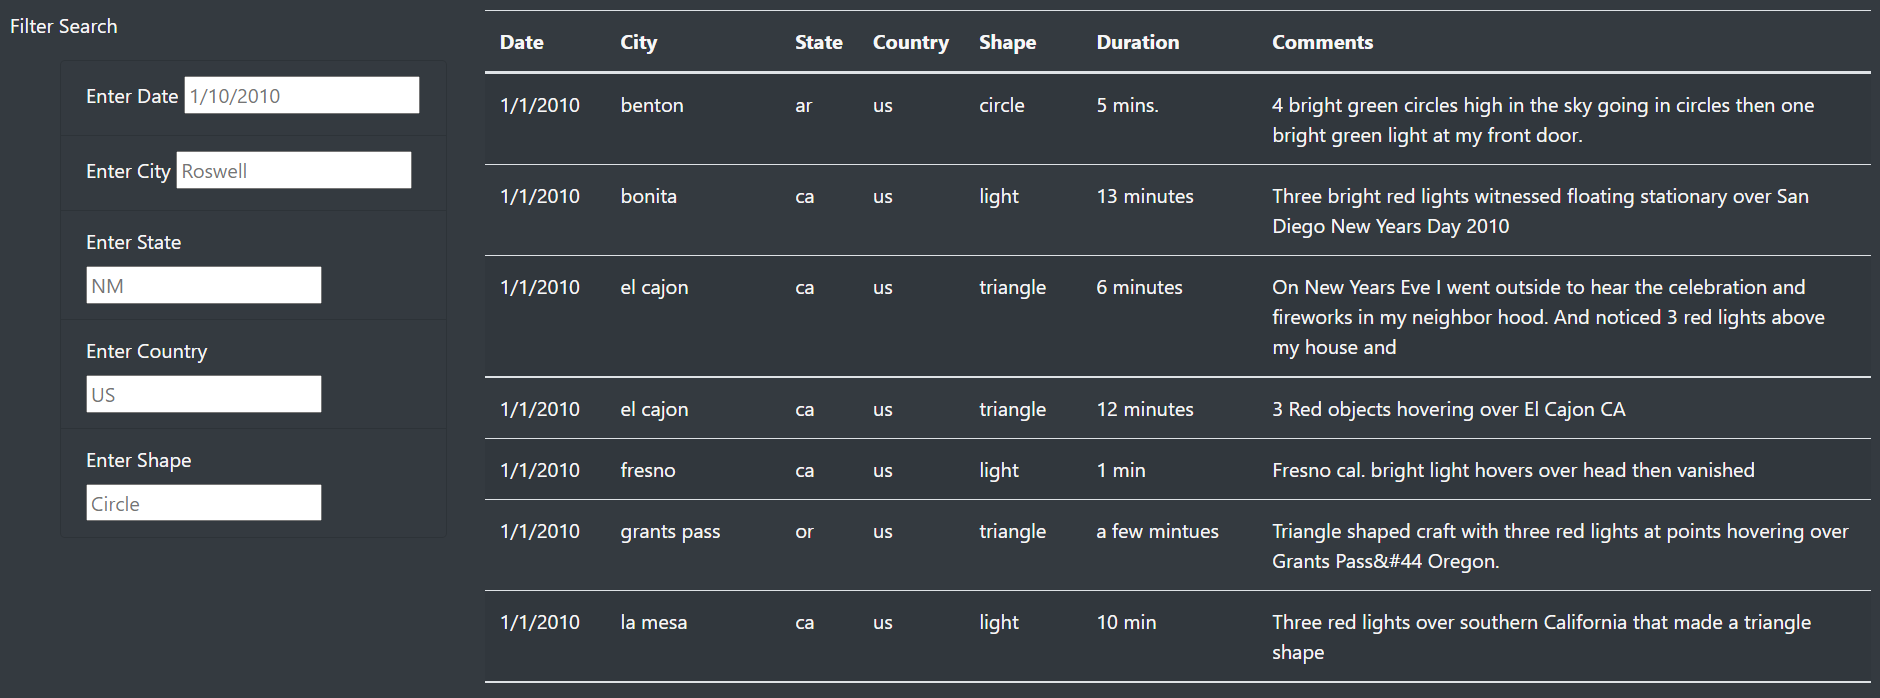 Filter Search
Enter Date 1/10/2010
Enter City Roswell
Enter State
NM
Enter Country
US
Enter Shape
Circle
Date City State Country Shape Duration Comments
1/1/2010 benton ar us circle 5 mins. 4 bright green circles high in the sky going in circles then one
bright green light at my front door.
1/1/2010 bonita ca us light 13 minutes Three bright red lights witnessed floating stationary over San
Diego New Years Day 2010
1/1/2010 el cajon ca us triangle 6 minutes On New Years Eve I went outside to hear the celebration and
fireworks in my neighbor hood. And noticed 3 red lights above
my house and
1/1/2010 el cajon ca us triangle 12 minutes 3 Red objects hovering over El Cajon CA
1/1/2010 fresno ca us light 1 min Fresno cal. bright light hovers over head then vanished
1/1/2010 grants pass or us triangle a few mintues Triangle shaped craft with three red lights at points hovering over
Grants Pass&#44 Oregon.
1/1/2010 la mesa ca us light 10 min Three red lights over southern California that made a triangle
shape